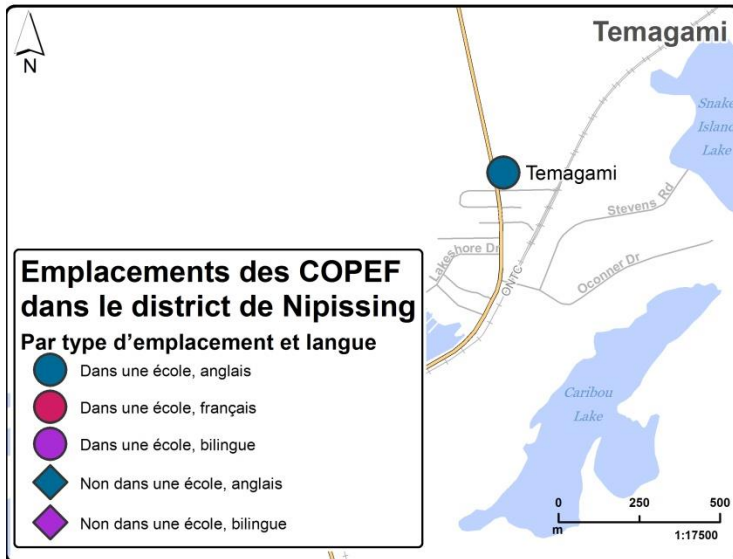 Temagami
N
Snake
Island
Lake
Temagami
Stevens Rd
Lakeshore Dr
Oconner Dr
ONTC
Emplacements des COPEF
dans le district de Nipissing
Par type d’emplacement et langue
Dans une école, anglais
Dans une école, français
Dans une école, bilingue
Non dans une école, anglais
Non dans une école, bilingue
Caribou
Lake
0 250 500
m
1:17500